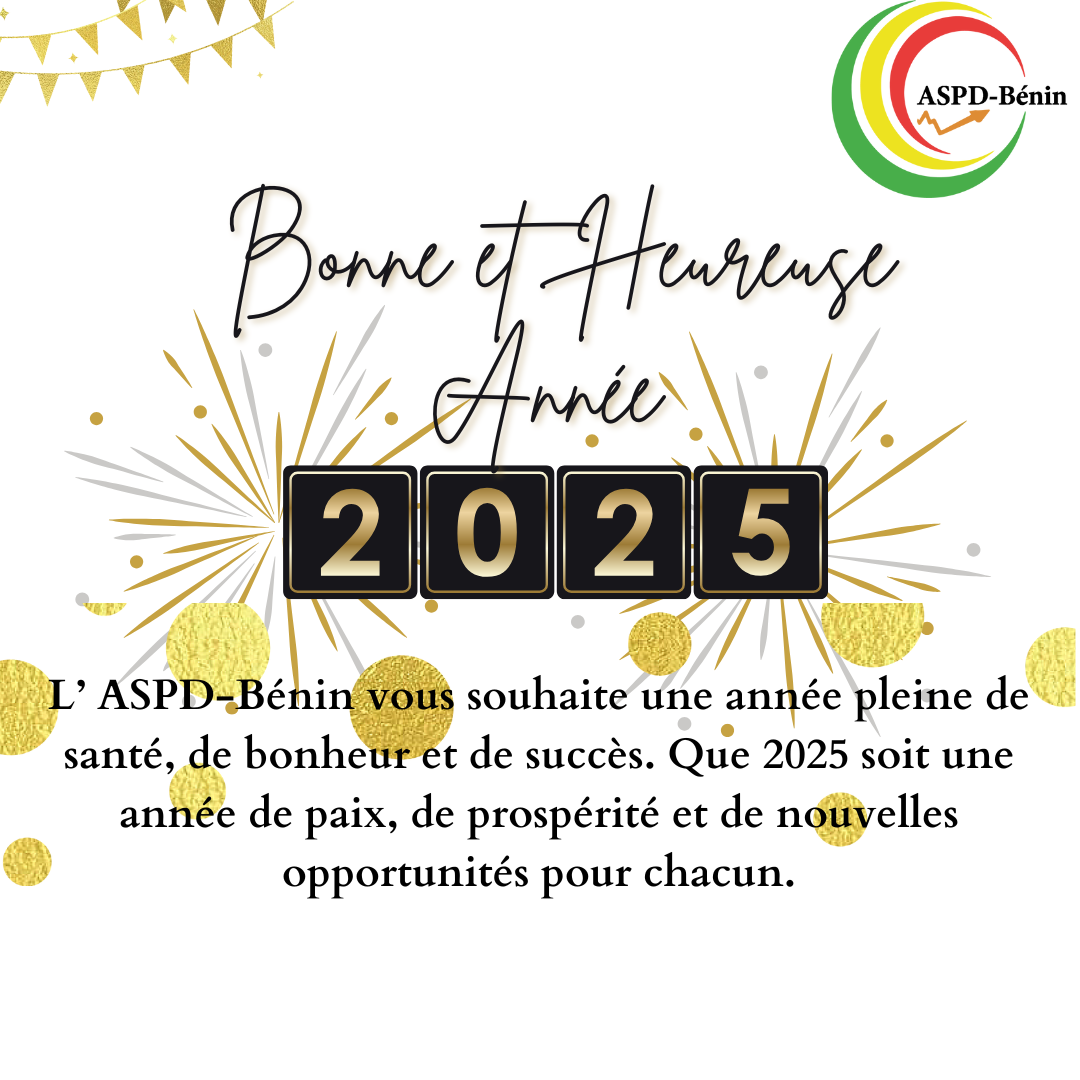 ASPD-Bénin
Bonne et Heureuse
Année
2025
L’ ASPD-Bénin vous souhaite une année pleine de
santé, de bonheur et de succès. Que 2025 soit une
année de paix, de prospérité et de nouvelles
opportunités pour chacun.